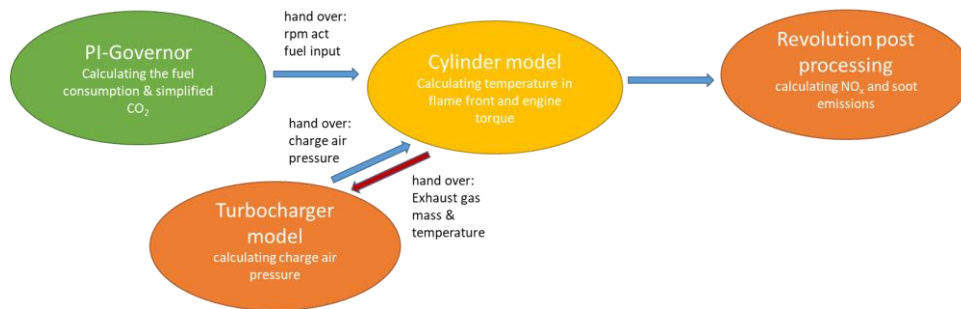 PI-Governor
Calculating the fuel
consumption & simplified
CO₂
hand over:
rpm act
fuel input
Cylinder model
Calculating temperature in
flame front and engine
torque
Revolution post
processing
calculating NOₓ and soot
emissions
hand over:
charge air
pressure
hand over:
Exhaust gas
mass &
temperature
Turbocharger
model
calculating charge air
pressure